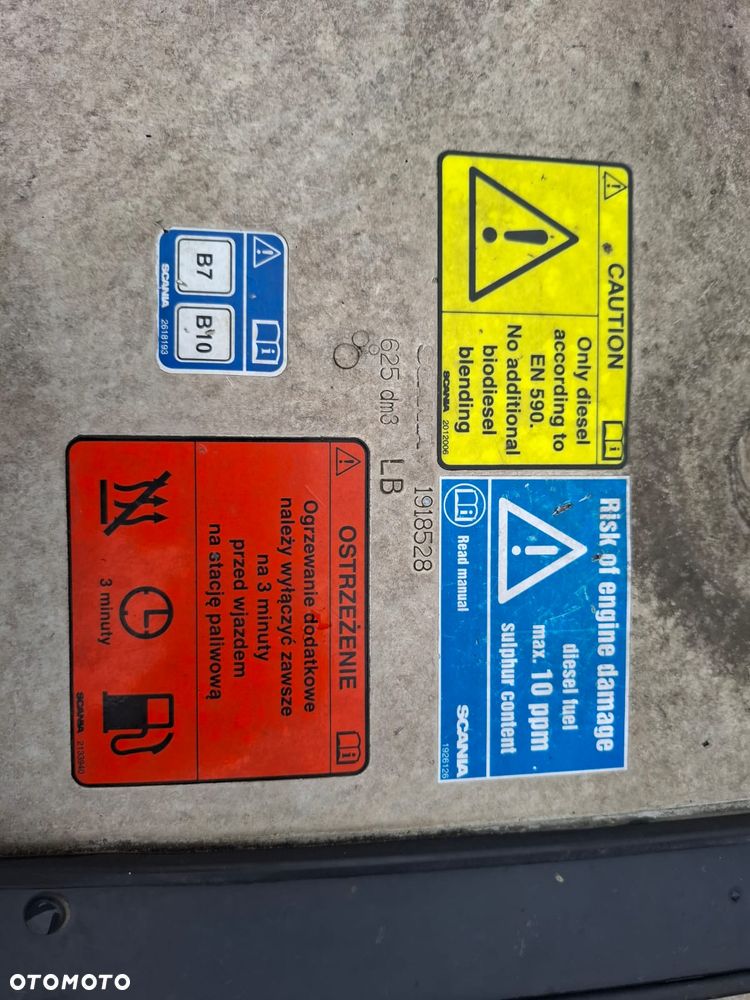 CAUTION
Only diesel
according to
EN 590.
No additional
biodiesel
blending
SCANIA 2012006
Risk of engine damage
diesel fuel
max. 10 ppm
sulphur content
Read manual
SCANIA
1926126
1918528
625 dm3 LB
B7
B10
SCANIA 2618193
OSTRZEŻENIE
Ogrzewanie dodatkowe
należy wyłączyć zawsze
na 3 minuty
przed wjazdem
na stację paliwową
3 minuty
SCANIA 2133940
OTOMOTO